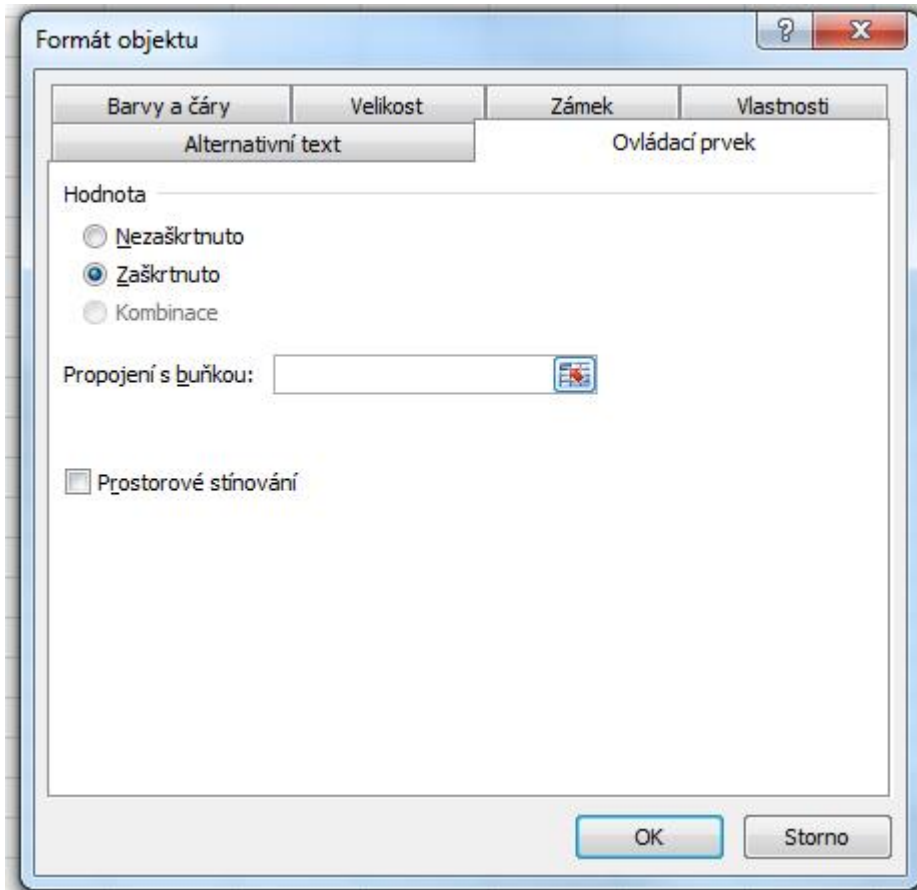 Formát objektu
Barvy a čáry Velikost Zámek Vlastnosti
Alternativní text Ovládací prvek
Hodnota
Nezaškrtnuto
Zaškrtnuto
Kombinace
Propojení s buňkou:
Prostorové stínování
OK Storno